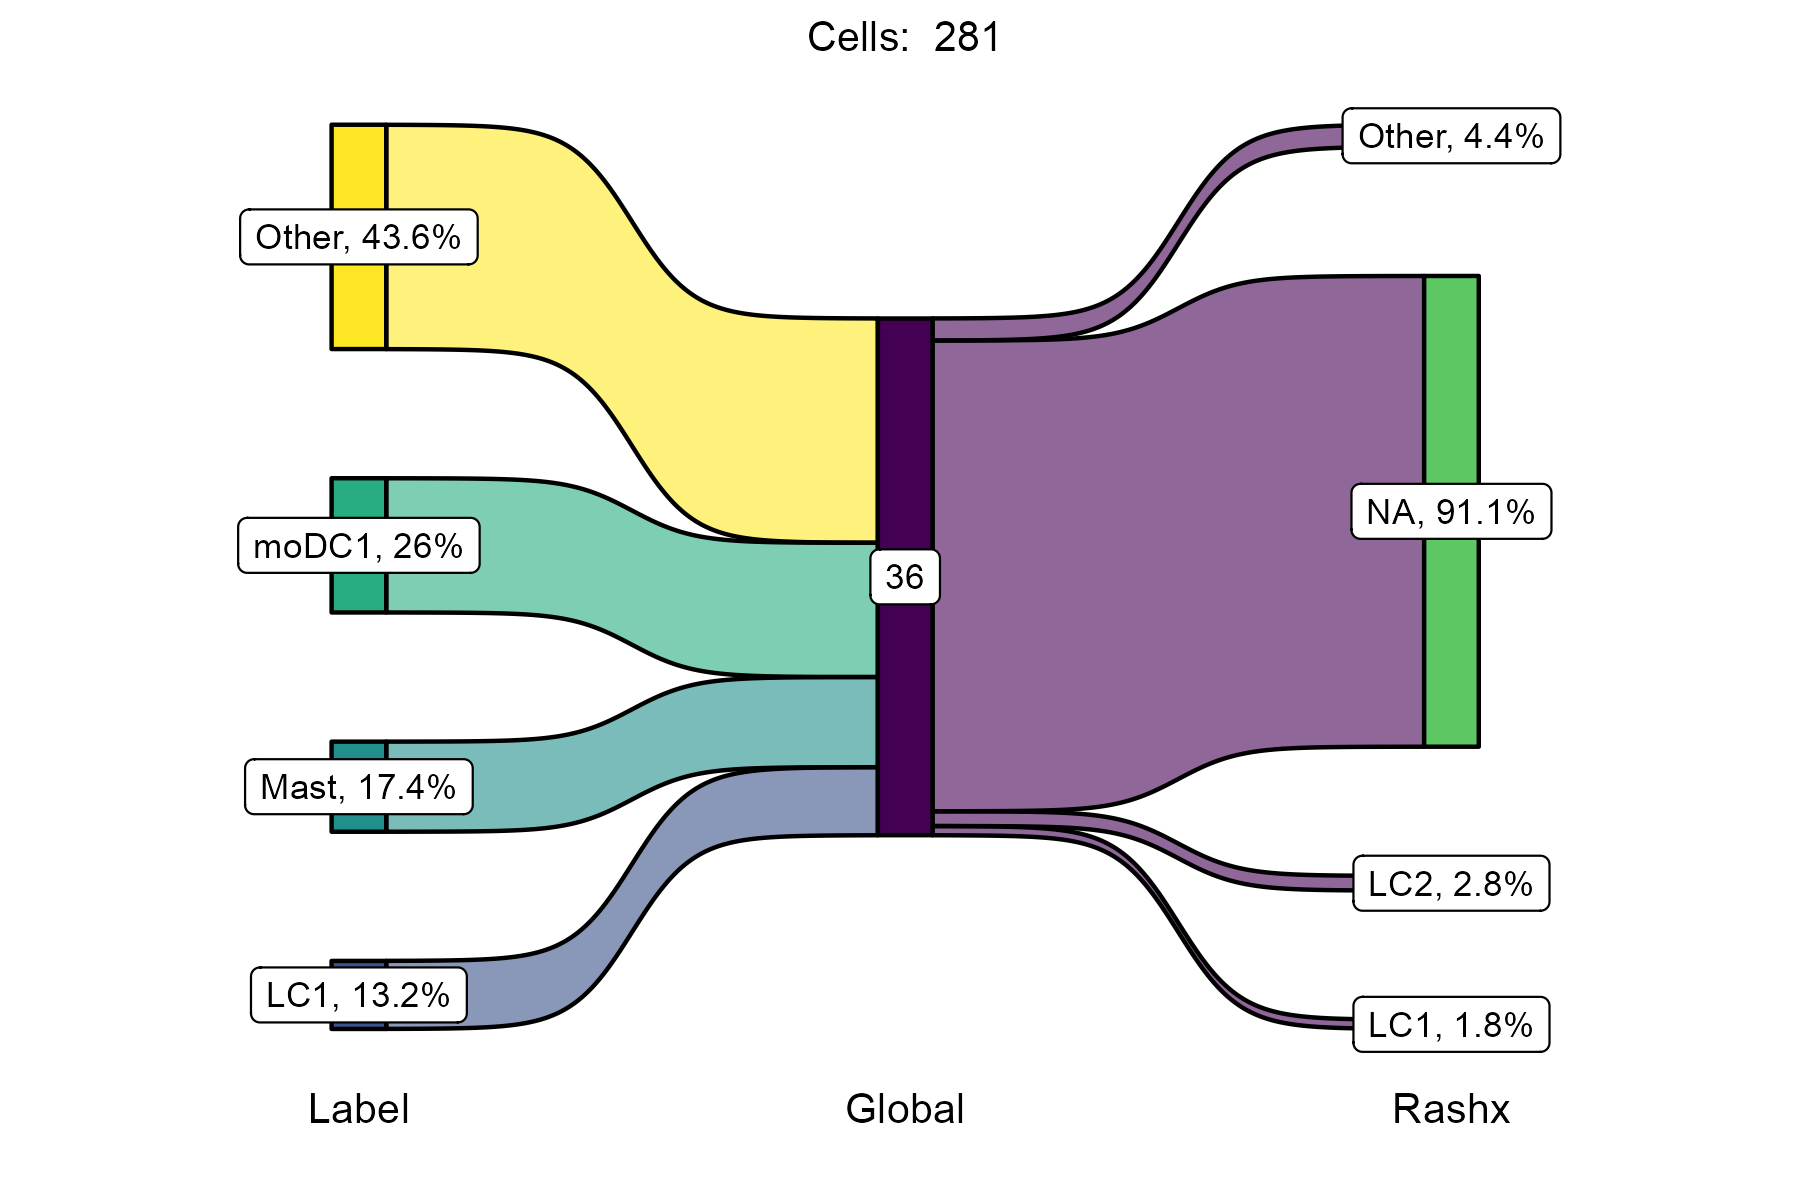 Cells:  281
Other, 4.4%
Other, 43.6%
NA, 91.1%
moDC1, 26%
36
Mast, 17.4%
LC2, 2.8%
LC1, 13.2%
LC1, 1.8%
Label
Global
Rashx